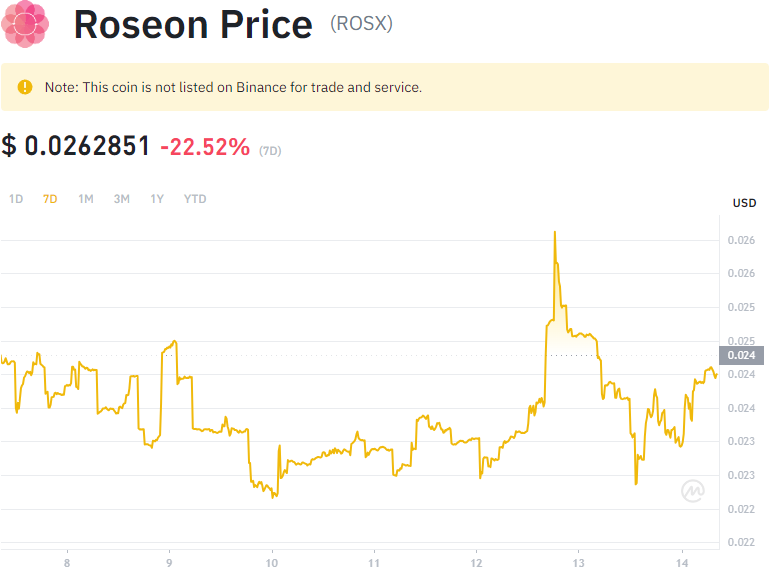 Roseon Price (ROSX)
Note: This coin is not listed on Binance for trade and service.
$ 0.0262851 -22.52% (7D)
1D 7D 1M 3M 1Y YTD
USD
0.026
0.026
0.025
0.025
0.024
0.024
0.024
0.023
0.023
0.022
0.022
8 9 10 11 12 13 14